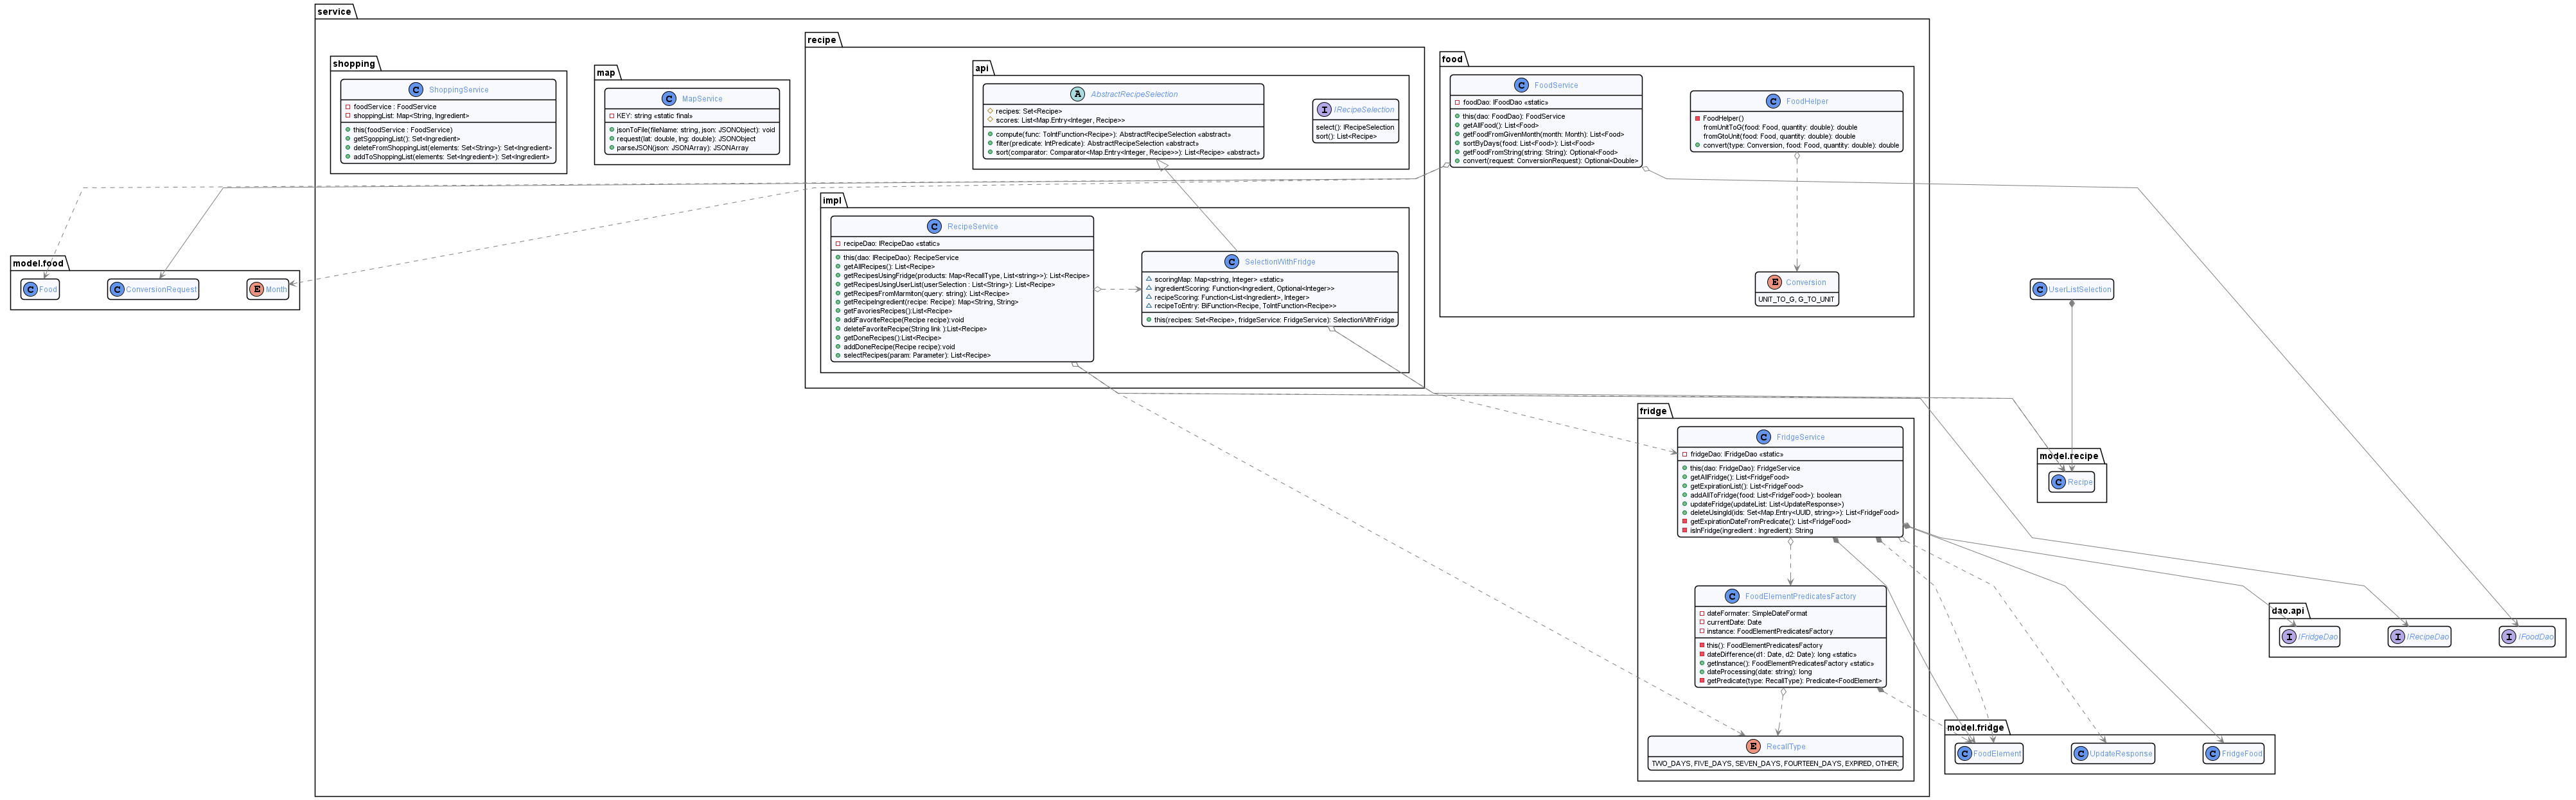 service
shopping
C ShoppingService
foodService : FoodService
shoppingList: Map<String, Ingredient>
this(foodService : FoodService)
getSgoppingList(): Set<Ingredient>
deleteFromShoppingList(elements: Set<String>): Set<Ingredient>
addToShoppingList(elements: Set<Ingredient>): Set<Ingredient>
map
C MapService
KEY: string «static final»
jsonToFile(fileName: string, json: JSONObject): void
request(lat: double, lng: double): JSONObject
parseJSON(json: JSONArray): JSONArray
recipe
api
A AbstractRecipeSelection
recipes: Set<Recipe>
scores: List<Map.Entry<Integer, Recipe>>
compute(func: ToIntFunction<Recipe>): AbstractRecipeSelection «abstract»
filter(predicate: IntPredicate): AbstractRecipeSelection «abstract»
sort(comparator: Comparator<Map.Entry<Integer, Recipe>>): List<Recipe> «abstract»
I IRecipeSelection
select(): IRecipeSelection
sort(): List<Recipe>
impl
C RecipeService
recipeDao: IRecipeDao «static»
this(dao: IRecipeDao): RecipeService
getAllRecipes(): List<Recipe>
getRecipesUsingFridge(products: Map<RecallType, List<string>>): List<Recipe>
getRecipesUsingUserList(userSelection : List<String>): List<Recipe>
getRecipesFromMarmiton(query: string): List<Recipe>
getRecipeIngredient(recipe: Recipe): Map<String, String>
getFavoriesRecipes():List<Recipe>
addFavoriteRecipe(Recipe recipe):void
deleteFavoriteRecipe(String link ):List<Recipe>
getDoneRecipes():List<Recipe>
addDoneRecipe(Recipe recipe):void
selectRecipes(param: Parameter): List<Recipe>
C SelectionWithFridge
scoringMap: Map<string, Integer> «static»
ingredientScoring: Function<Ingredient, Optional<Integer>>
recipeScoring: Function<List<Ingredient>, Integer>
recipeToEntry: BiFunction<Recipe, ToIntFunction<Recipe>>
this(recipes: Set<Recipe>, fridgeService: FridgeService): SelectionWithFridge
food
C FoodService
foodDao: IFoodDao «static»
this(dao: FoodDao): FoodService
getAllFood(): List<Food>
getFoodFromGivenMonth(month: Month): List<Food>
sortByDays(food: List<Food>): List<Food>
getFoodFromString(string: String): Optional<Food>
convert(request: ConversionRequest): Optional<Double>
C FoodHelper
FoodHelper()
fromUnitToG(food: Food, quantity: double): double
fromGtoUnit(food: Food, quantity: double): double
convert(type: Conversion, food: Food, quantity: double): double
E Conversion
UNIT_TO_G, G_TO_UNIT
model.food
C Food
C ConversionRequest
E Month
C UserListSelection
fridge
C FridgeService
fridgeDao: IFridgeDao «static»
this(dao: FridgeDao): FridgeService
getAllFridge(): List<FridgeFood>
getExpirationList(): List<FridgeFood>
addAllToFridge(food: List<FridgeFood>): boolean
updateFridge(updateList: List<UpdateResponse>)
deleteUsingId(ids: Set<Map.Entry<UUID, string>>): List<FridgeFood>
getExpirationDateFromPredicate(): List<FridgeFood>
isInFridge(ingredient : Ingredient): String
C FoodElementPredicatesFactory
dateFormater: SimpleDateFormat
currentDate: Date
instance: FoodElementPredicatesFactory
this(): FoodElementPredicatesFactory
dateDifference(d1: Date, d2: Date): long «static»
getInstance(): FoodElementPredicatesFactory «static»
dateProcessing(date: string): long
getPredicate(type: RecallType): Predicate<FoodElement>
E RecallType
TWO_DAYS, FIVE_DAYS, SEVEN_DAYS, FOURTEEN_DAYS, EXPIRED, OTHER;
model.recipe
C Recipe
dao.api
I IFridgeDao
I IRecipeDao
I IFoodDao
model.fridge
C FoodElement
C UpdateResponse
C FridgeFood